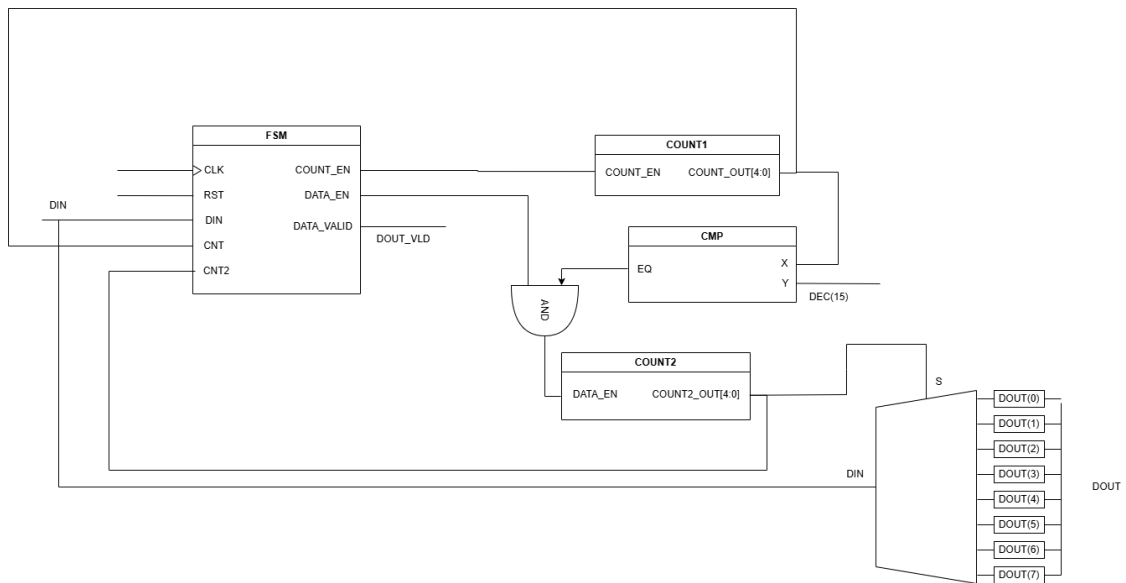 FSM
CLK
COUNT_EN
RST
DATA_EN
DIN
DIN
DATA_VALID
DOUT_VLD
CNT
CNT2
COUNT1
COUNT_EN
COUNT_OUT[4:0]
CMP
EQ
X
Y
DEC(15)
AND
COUNT2
DATA_EN
COUNT2_OUT[4:0]
S
DIN
DOUT(0)
DOUT(1)
DOUT(2)
DOUT(3)
DOUT(4)
DOUT(5)
DOUT(6)
DOUT(7)
DOUT